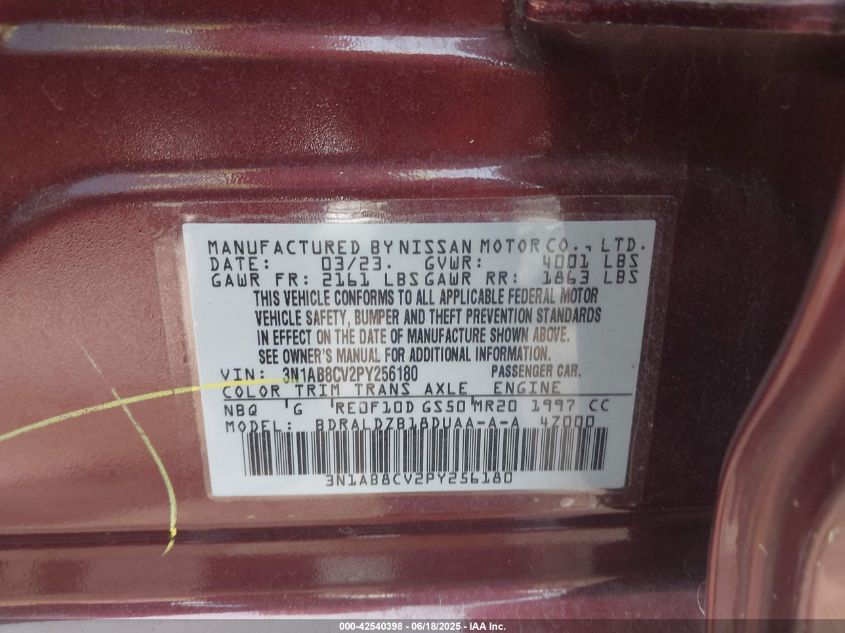 MANUFACTURED BY NISSAN MOTOR CO., LTD.
DATE: 03/23. GVWR: 4001 LBS
GAWR FR: 2161 LBS GAWR RR: 1863 LBS
THIS VEHICLE CONFORMS TO ALL APPLICABLE FEDERAL MOTOR
VEHICLE SAFETY, BUMPER AND THEFT PREVENTION STANDARDS
IN EFFECT ON THE DATE OF MANUFACTURE SHOWN ABOVE.
SEE OWNER'S MANUAL FOR ADDITIONAL INFORMATION.
VIN: 3N1AB8CV2PY256180 PASSENGER CAR.
COLOR TRIM TRANS AXLE ENGINE
NBQ G RE0F10D GS50 MR20 1997 CC
MODEL: BDRALDZB18DUAA-A-A 4Z000
3N1AB8CV2PY256180
000-42540398 - 06/18/2025 - IAA Inc.